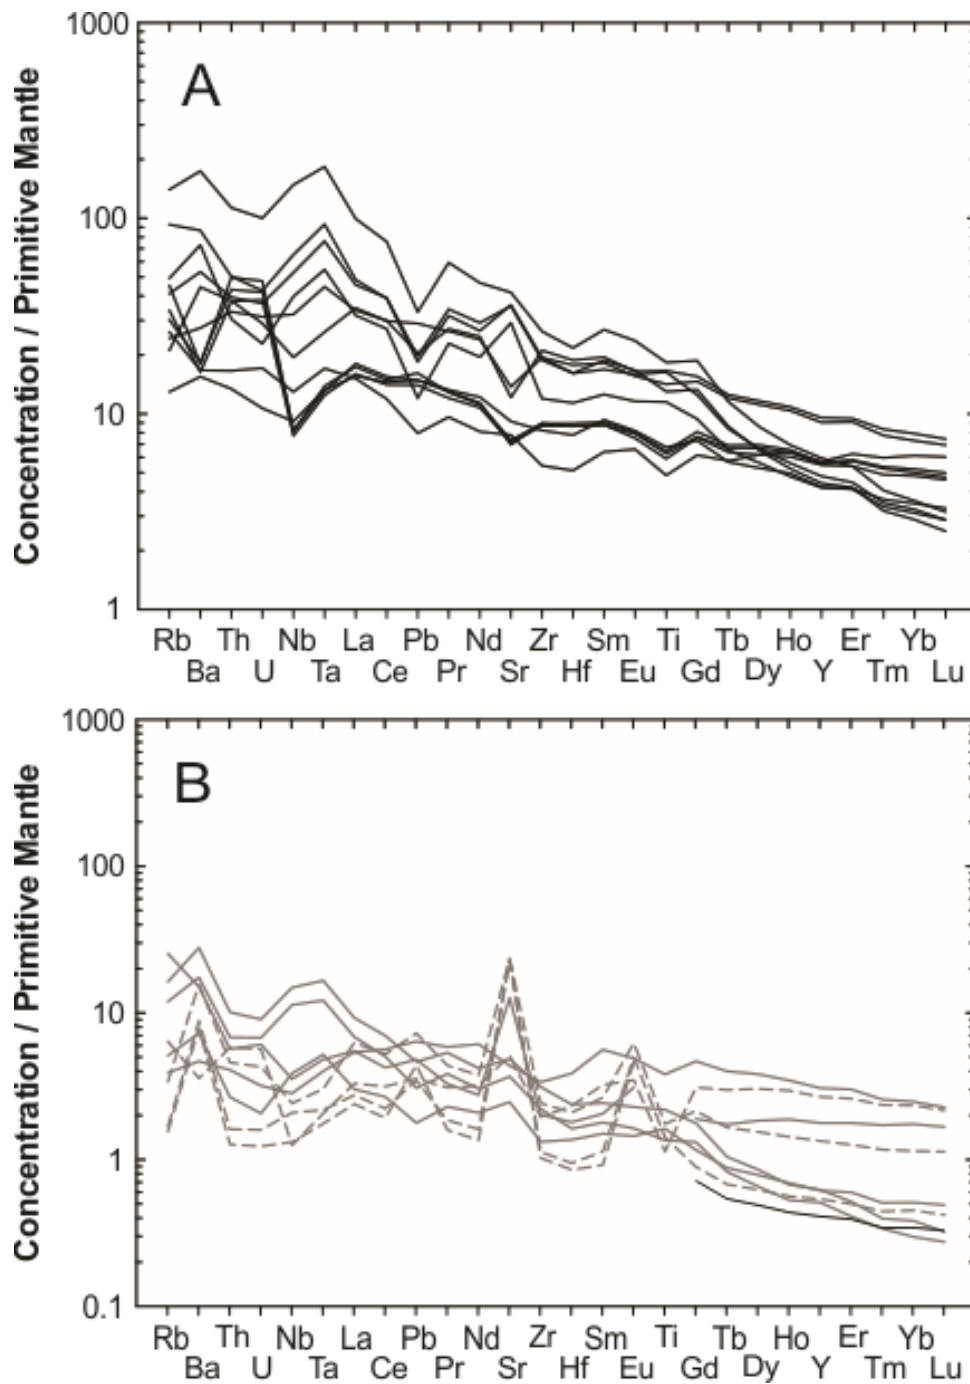 1000
A
100
10
1
Concentration / Primitive Mantle
Rb Th Nb La Pb Nd Zr Sm Ti Tb Ho Er Yb
Ba U Ta Ce Pr Sr Hf Eu Gd Dy Y Tm Lu
1000
B
100
10
1
0.1
Concentration / Primitive Mantle
Rb Th Nb La Pb Nd Zr Sm Ti Tb Ho Er Yb
Ba U Ta Ce Pr Sr Hf Eu Gd Dy Y Tm Lu